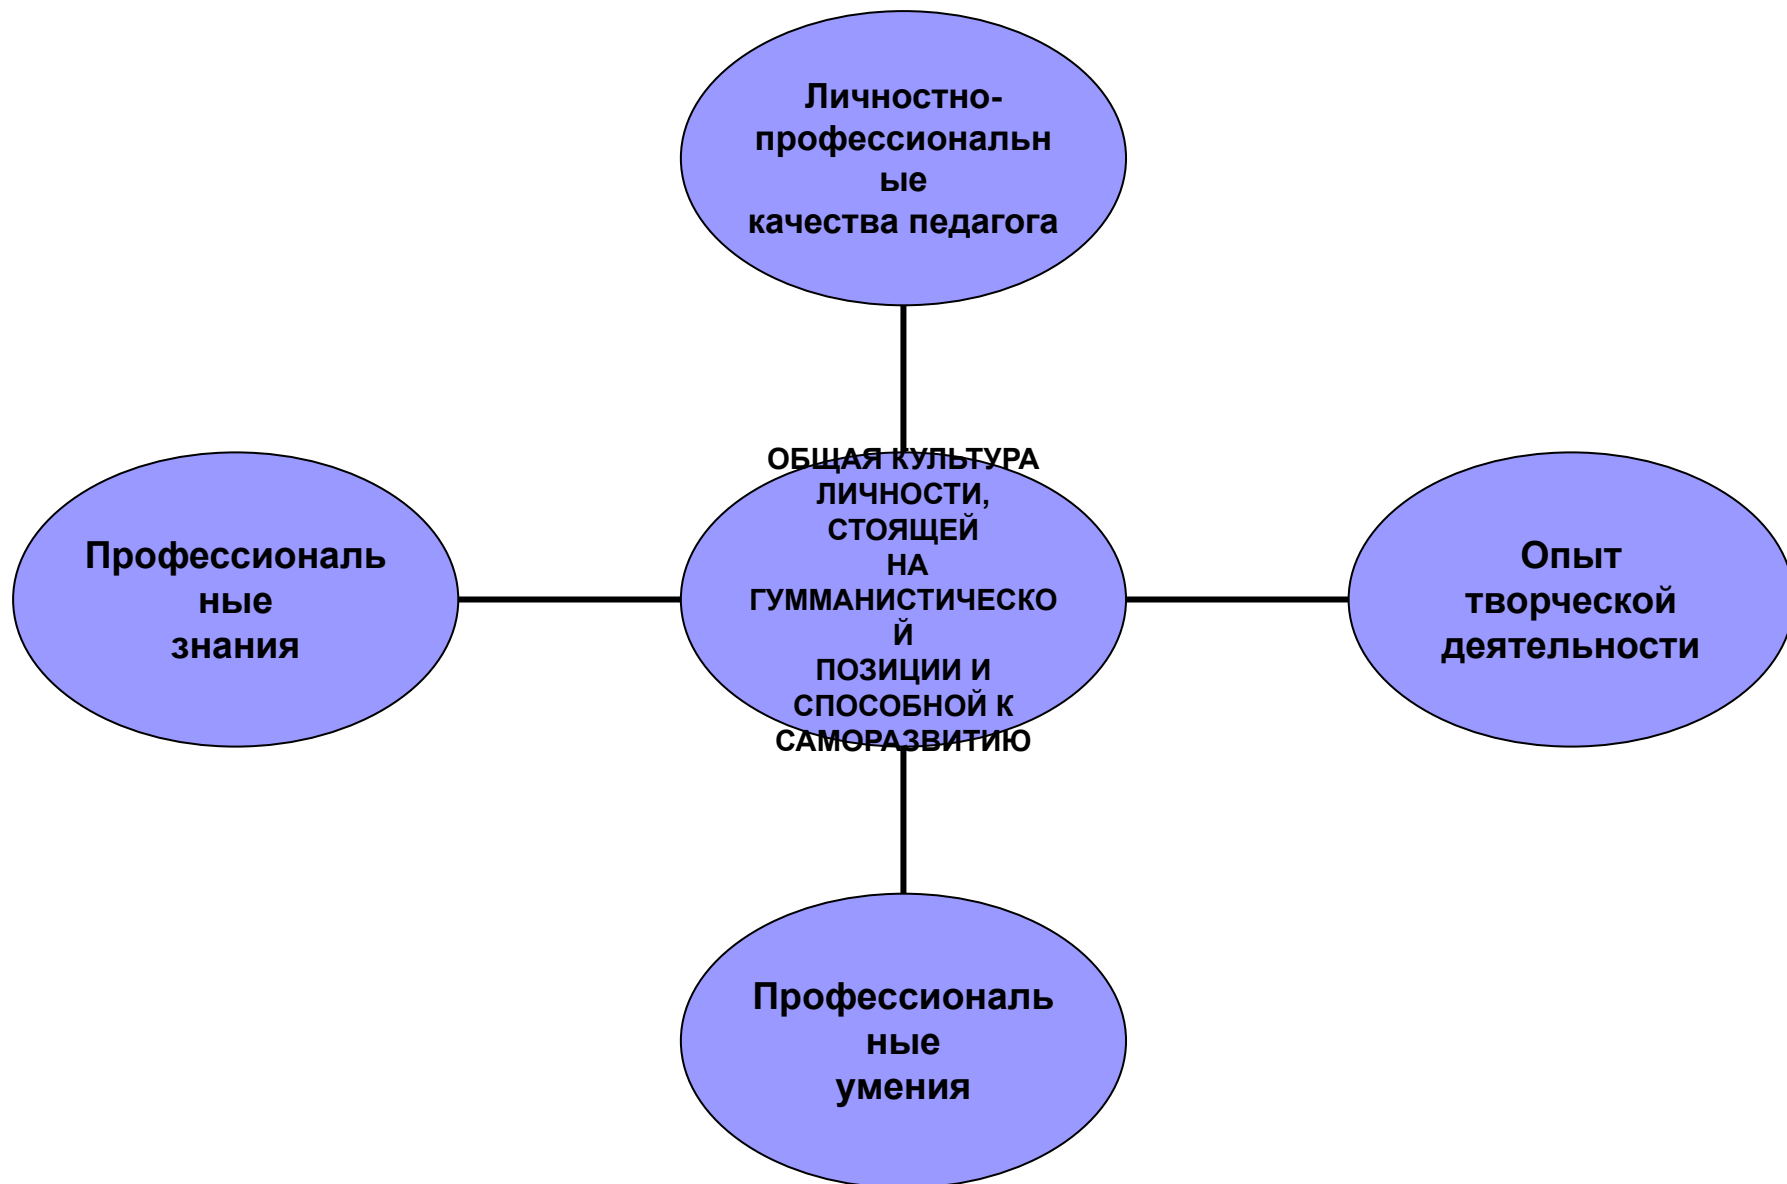 Личностно-
профессиональн
ые
качества педагога
ОБЩАЯ КУЛЬТУРА
ЛИЧНОСТИ,
СТОЯЩЕЙ
НА
ГУММАНИСТИЧЕСКО
Й
ПОЗИЦИИ И
СПОСОБНОЙ К
САМОРАЗВИТИЮ
Профессиональ
ные
знания
Опыт
творческой
деятельности
Профессиональ
ные
умения